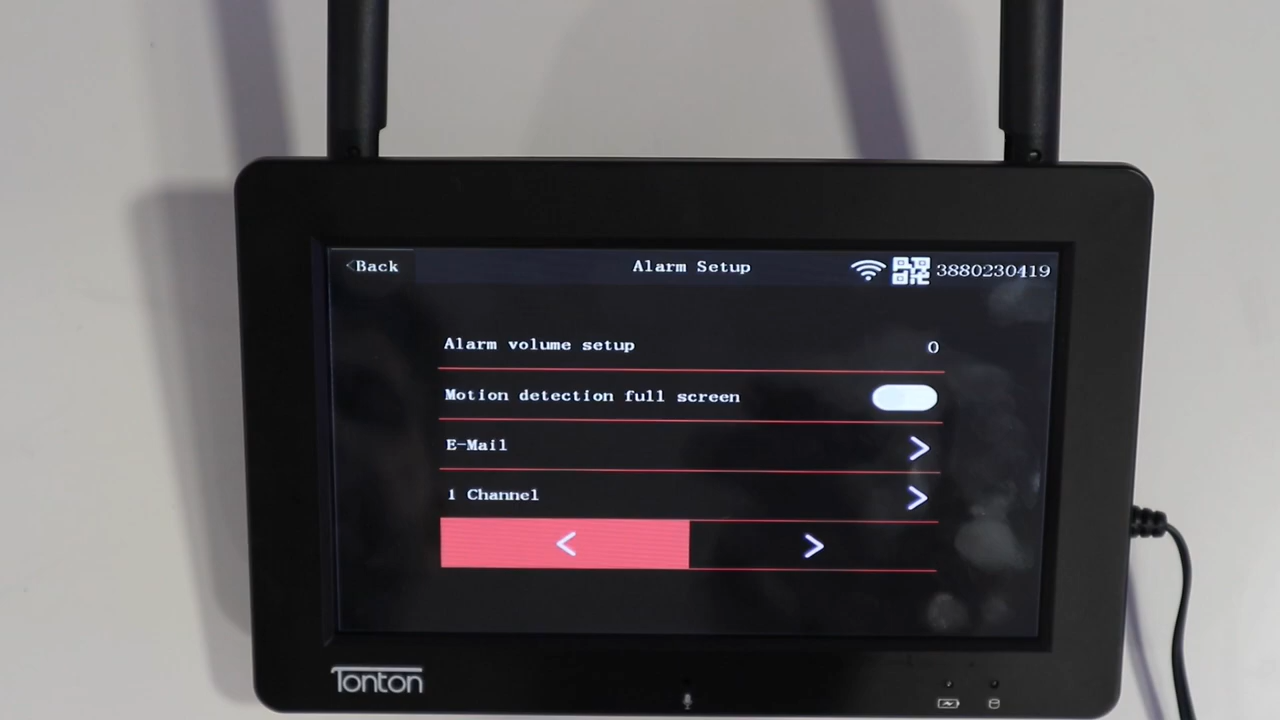 <Back
Alarm Setup
3880230419
Alarm volume setup
0
Motion detection full screen
E-Mail
1 Channel
Tonton